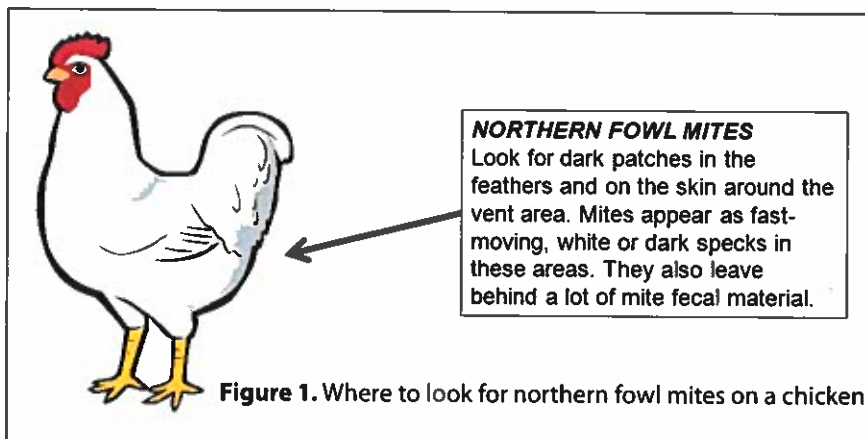 NORTHERN FOWL MITES
Look for dark patches in the
feathers and on the skin around the
vent area. Mites appear as fast-
moving, white or dark specks in
these areas. They also leave
behind a lot of mite fecal material.
Figure 1. Where to look for northern fowl mites on a chicken